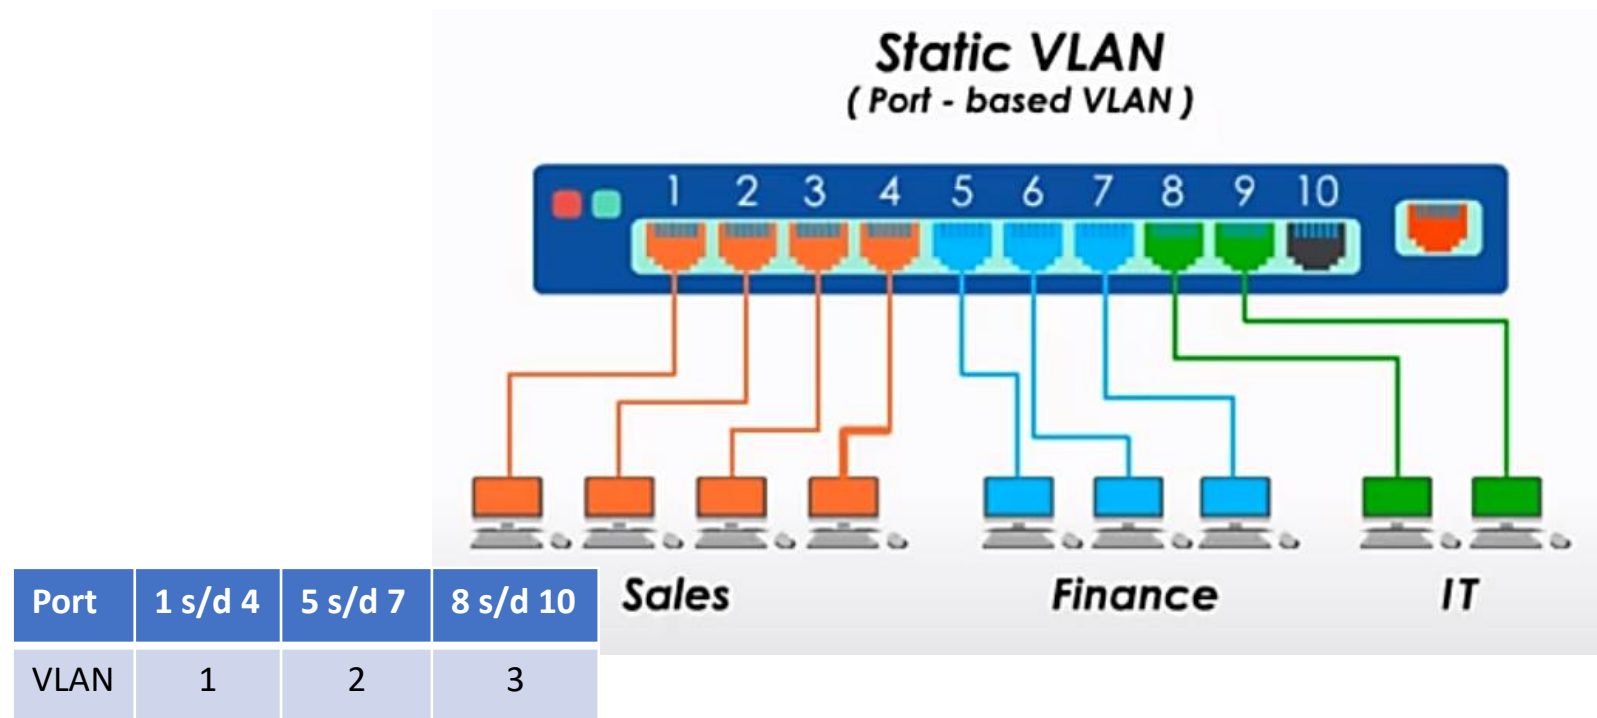 Static VLAN
( Port - based VLAN )
1 2 3 4 5 6 7 8 9 10
Sales Finance IT
Port 1 s/d 4 5 s/d 7 8 s/d 10
VLAN 1 2 3